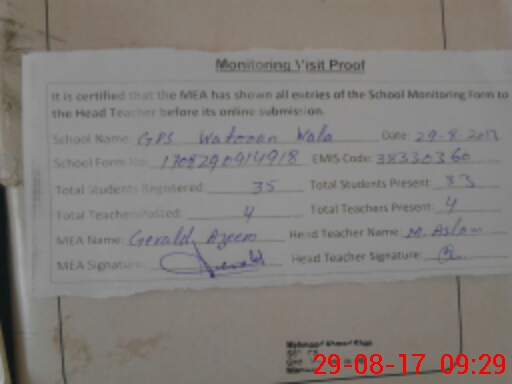 Monitoring Visit Proof
It is certified that the MEA has shown all entries of the School Monitoring Form to
the Head Teacher before its online submission.
School Name: GPS Watooan Wala Date: 29-8-2017
School Form No: 1708290914918 EMIS Code: 38330360
Total Students Registered: 35 Total Students Present: 33
Total Teachers Posted: 4 Total Teachers Present: 4
MEA Name: Gerald Azeem Head Teacher Name: M. Aslam
MEA Signature: Head Teacher Signature:
29-08-17 09:29